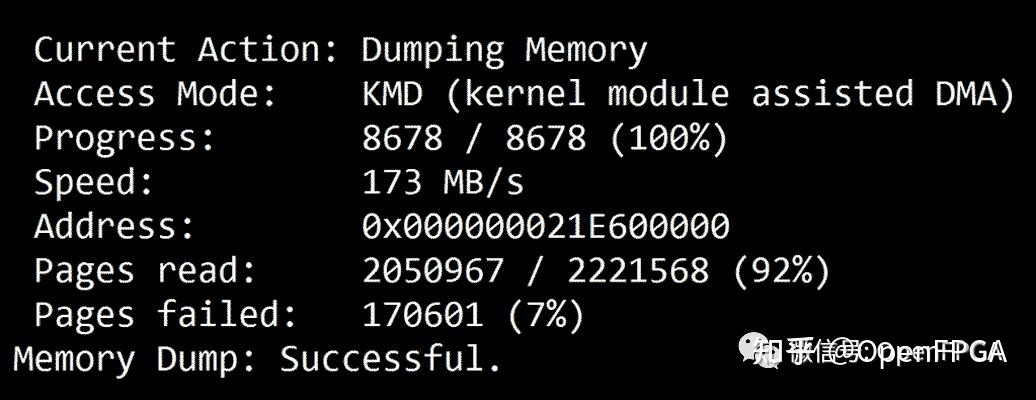 Current Action: Dumping Memory
Access Mode: KMD (kernel module assisted DMA)
Progress: 8678 / 8678 (100%)
Speed: 173 MB/s
Address: 0x000000021E600000
Pages read: 2050967 / 2221568 (92%)
Pages failed: 170601 (7%)
Memory Dump: Successful.
知乎 @OpenFPGA